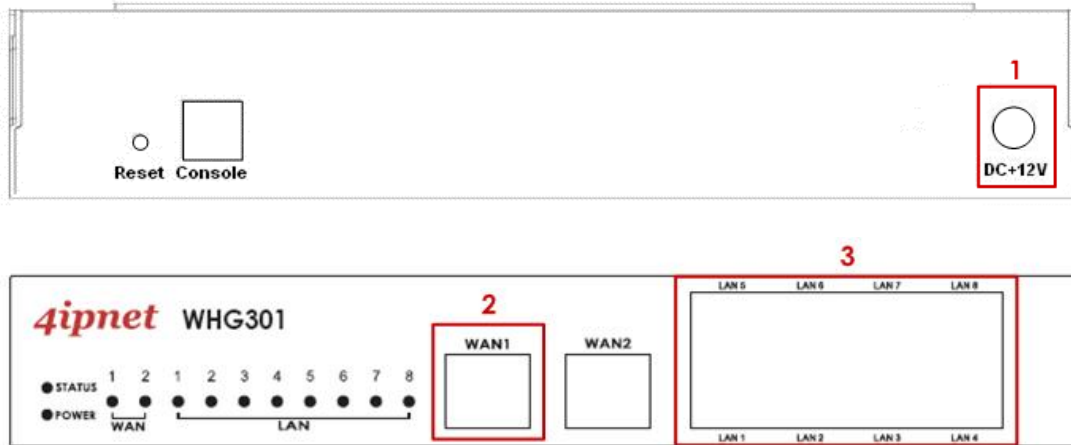 1
Reset Console
DC+12V
3
LAN 5 LAN 6 LAN 7 LAN 8
4ipnet WHG301
2
WAN1 WAN2
1 2 1 2 3 4 5 6 7 8
STATUS
POWER
WAN LAN
LAN 1 LAN 2 LAN 3 LAN 4